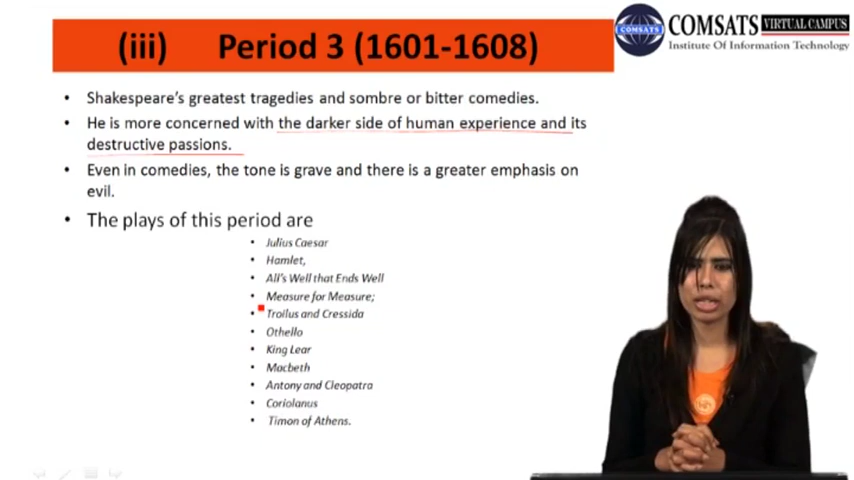 (iii) Period 3 (1601-1608)
COMSATS VIRTUAL CAMPUS
Institute Of Information Technology
COMSATS
• Shakespeare's greatest tragedies and sombre or bitter comedies.
• He is more concerned with the darker side of human experience and its
destructive passions.
• Even in comedies, the tone is grave and there is a greater emphasis on
evil.
• The plays of this period are
• Julius Caesar
• Hamlet,
• All's Well that Ends Well
• Measure for Measure;
• Troilus and Cressida
• Othello
• King Lear
• Macbeth
• Antony and Cleopatra
• Coriolanus
• Timon of Athens.